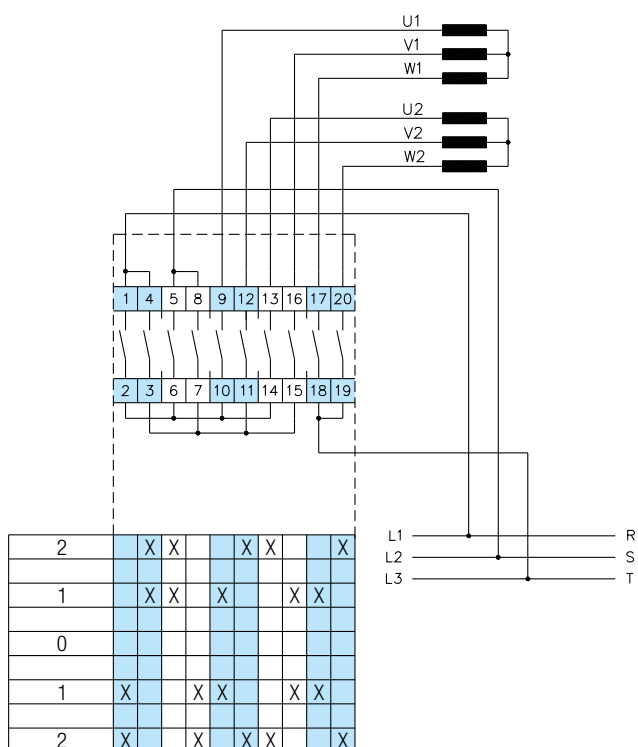 U1
V1
W1
U2
V2
W2
1 4 5 8 9 12 13 16 17 20
2 3 6 7 10 11 14 15 18 19
L1 R
L2 S
L3 T
2 X X X X X
1 X X X X X
0
1 X X X X X
2 X X X X X